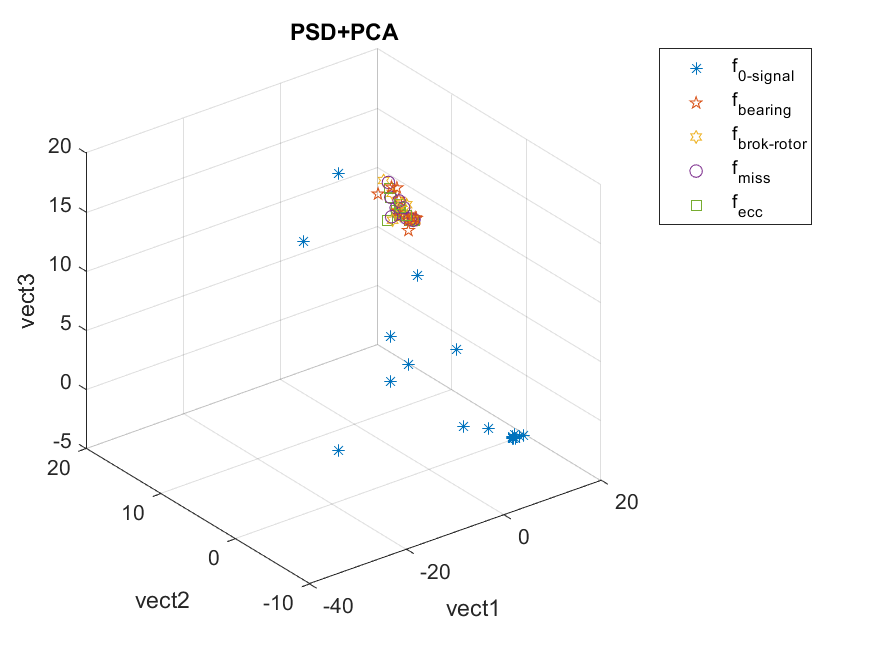 PSD+PCA
f0-signal
fbearing
fbrok-rotor
fmiss
fecc
20
15
10
5
0
-5
vect3
20
10
0
-10
vect2
-40
-20
0
20
vect1